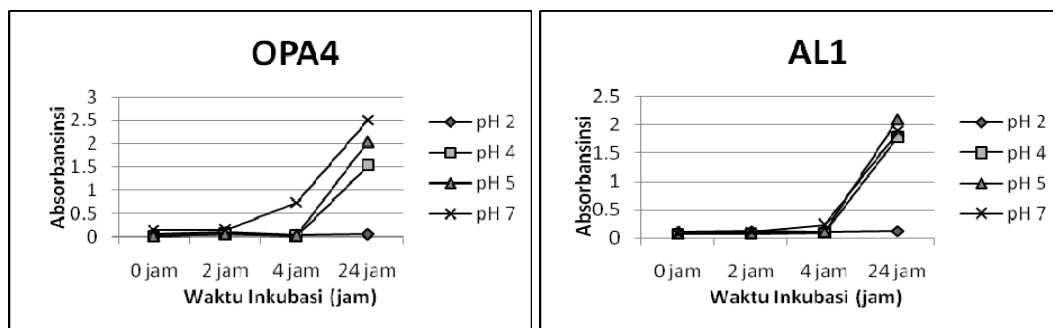 OPA4
Absorbansinsi
3
2.5
2
1.5
1
0.5
0
0 jam 2 jam 4 jam 24 jam
Waktu Inkubasi (jam)
pH 2
pH 4
pH 5
pH 7
AL1
Absorbansinsi
2.5
2
1.5
1
0.5
0
0 jam 2 jam 4 jam 24 jam
Waktu Inkubasi (jam)
pH 2
pH 4
pH 5
pH 7